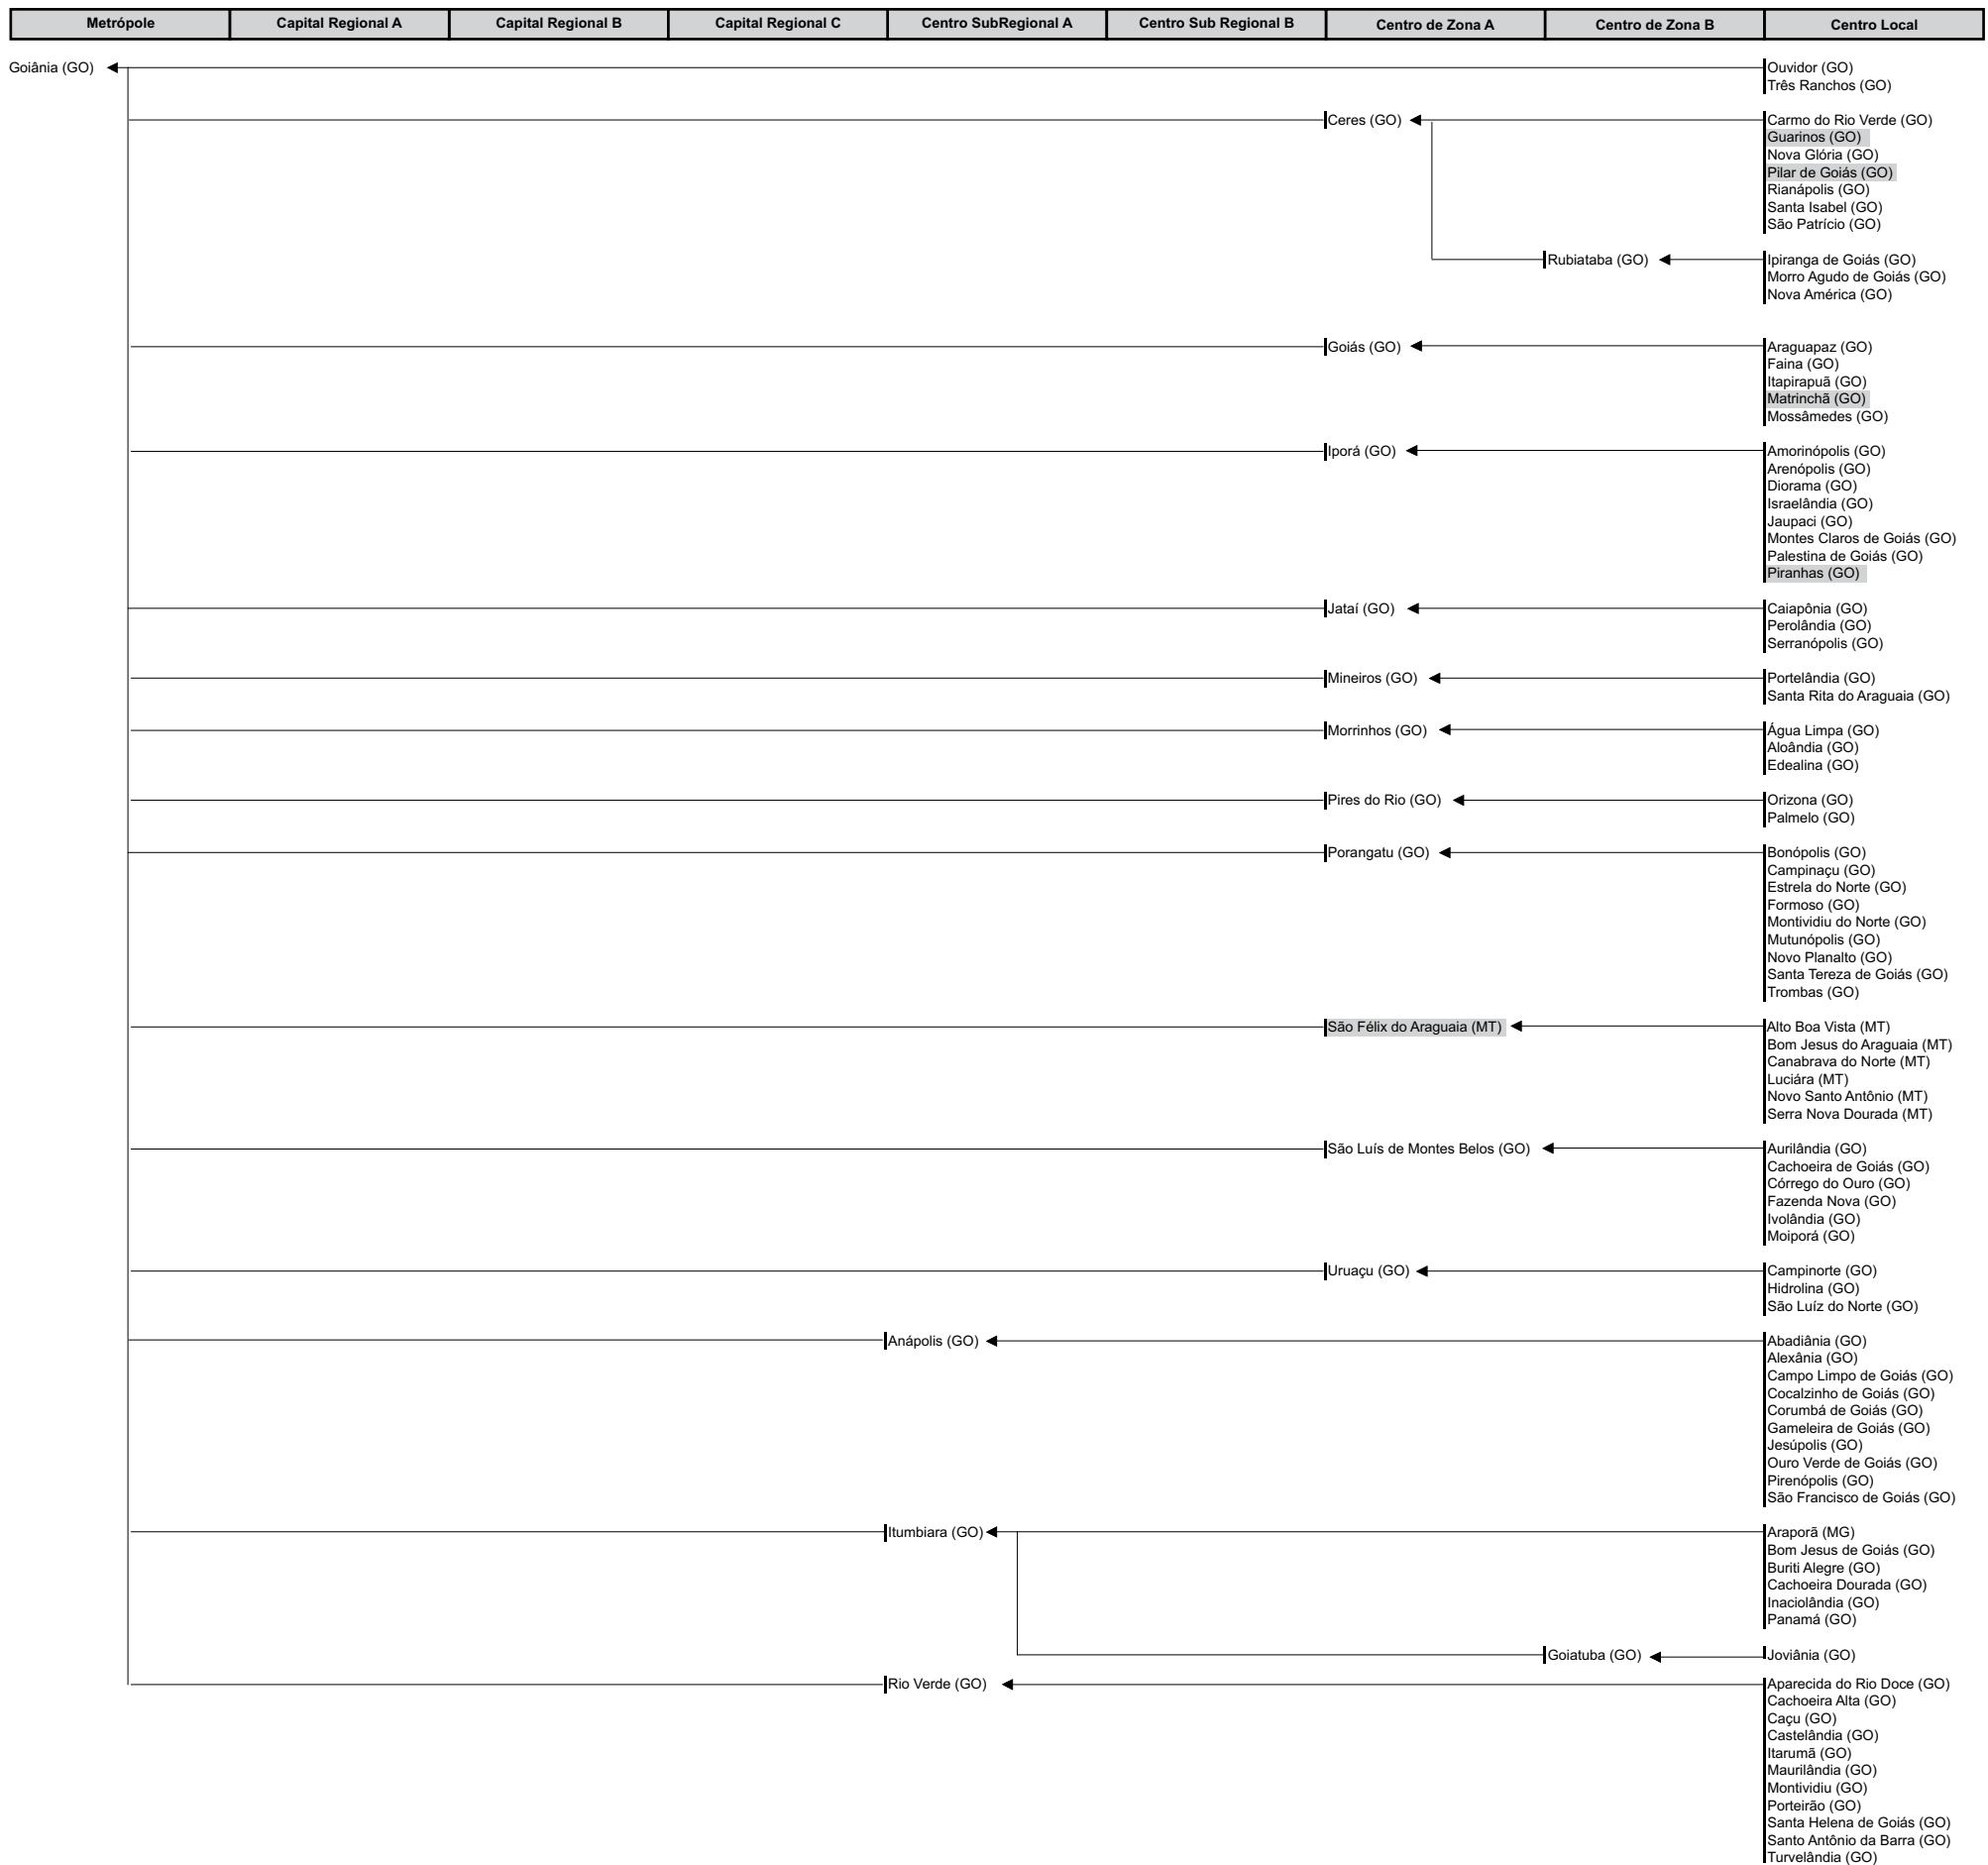 Metrópole
Capital Regional A
Capital Regional B
Capital Regional C
Centro SubRegional A
Centro Sub Regional B
Centro de Zona A
Centro de Zona B
Centro Local
Goiânia (GO)
Ouvidor (GO)
Três Ranchos (GO)
Ceres (GO)
Carmo do Rio Verde (GO)
Guarinos (GO)
Nova Glória (GO)
Pilar de Goiás (GO)
Rianápolis (GO)
Santa Isabel (GO)
São Patrício (GO)
Rubiataba (GO)
Ipiranga de Goiás (GO)
Morro Agudo de Goiás (GO)
Nova América (GO)
Goiás (GO)
Araguapaz (GO)
Faina (GO)
Itapirapuã (GO)
Matrinchã (GO)
Mossâmedes (GO)
Iporá (GO)
Amorinópolis (GO)
Arenópolis (GO)
Diorama (GO)
Israelândia (GO)
Jaupaci (GO)
Montes Claros de Goiás (GO)
Palestina de Goiás (GO)
Piranhas (GO)
Jataí (GO)
Caiapônia (GO)
Perolândia (GO)
Serranópolis (GO)
Mineiros (GO)
Portelândia (GO)
Santa Rita do Araguaia (GO)
Morrinhos (GO)
Água Limpa (GO)
Aloândia (GO)
Edealina (GO)
Pires do Rio (GO)
Orizona (GO)
Palmelo (GO)
Porangatu (GO)
Bonópolis (GO)
Campinaçu (GO)
Estrela do Norte (GO)
Formoso (GO)
Montividiu do Norte (GO)
Mutunópolis (GO)
Novo Planalto (GO)
Santa Tereza de Goiás (GO)
Trombas (GO)
São Félix do Araguaia (MT)
Alto Boa Vista (MT)
Bom Jesus do Araguaia (MT)
Canabrava do Norte (MT)
Luciára (MT)
Novo Santo Antônio (MT)
Serra Nova Dourada (MT)
São Luís de Montes Belos (GO)
Aurilândia (GO)
Cachoeira de Goiás (GO)
Córrego do Ouro (GO)
Fazenda Nova (GO)
Ivolândia (GO)
Moiporá (GO)
Uruaçu (GO)
Campinorte (GO)
Hidrolina (GO)
São Luíz do Norte (GO)
Anápolis (GO)
Abadiânia (GO)
Alexânia (GO)
Campo Limpo de Goiás (GO)
Cocalzinho de Goiás (GO)
Corumbá de Goiás (GO)
Gameleira de Goiás (GO)
Jesúpolis (GO)
Ouro Verde de Goiás (GO)
Pirenópolis (GO)
São Francisco de Goiás (GO)
Itumbiara (GO)
Araporã (MG)
Bom Jesus de Goiás (GO)
Buriti Alegre (GO)
Cachoeira Dourada (GO)
Inaciolândia (GO)
Panamá (GO)
Goiatuba (GO)
Joviânia (GO)
Rio Verde (GO)
Aparecida do Rio Doce (GO)
Cachoeira Alta (GO)
Caçu (GO)
Castelândia (GO)
Itarumã (GO)
Maurilândia (GO)
Montividiu (GO)
Porteirão (GO)
Santa Helena de Goiás (GO)
Santo Antônio da Barra (GO)
Turvelândia (GO)